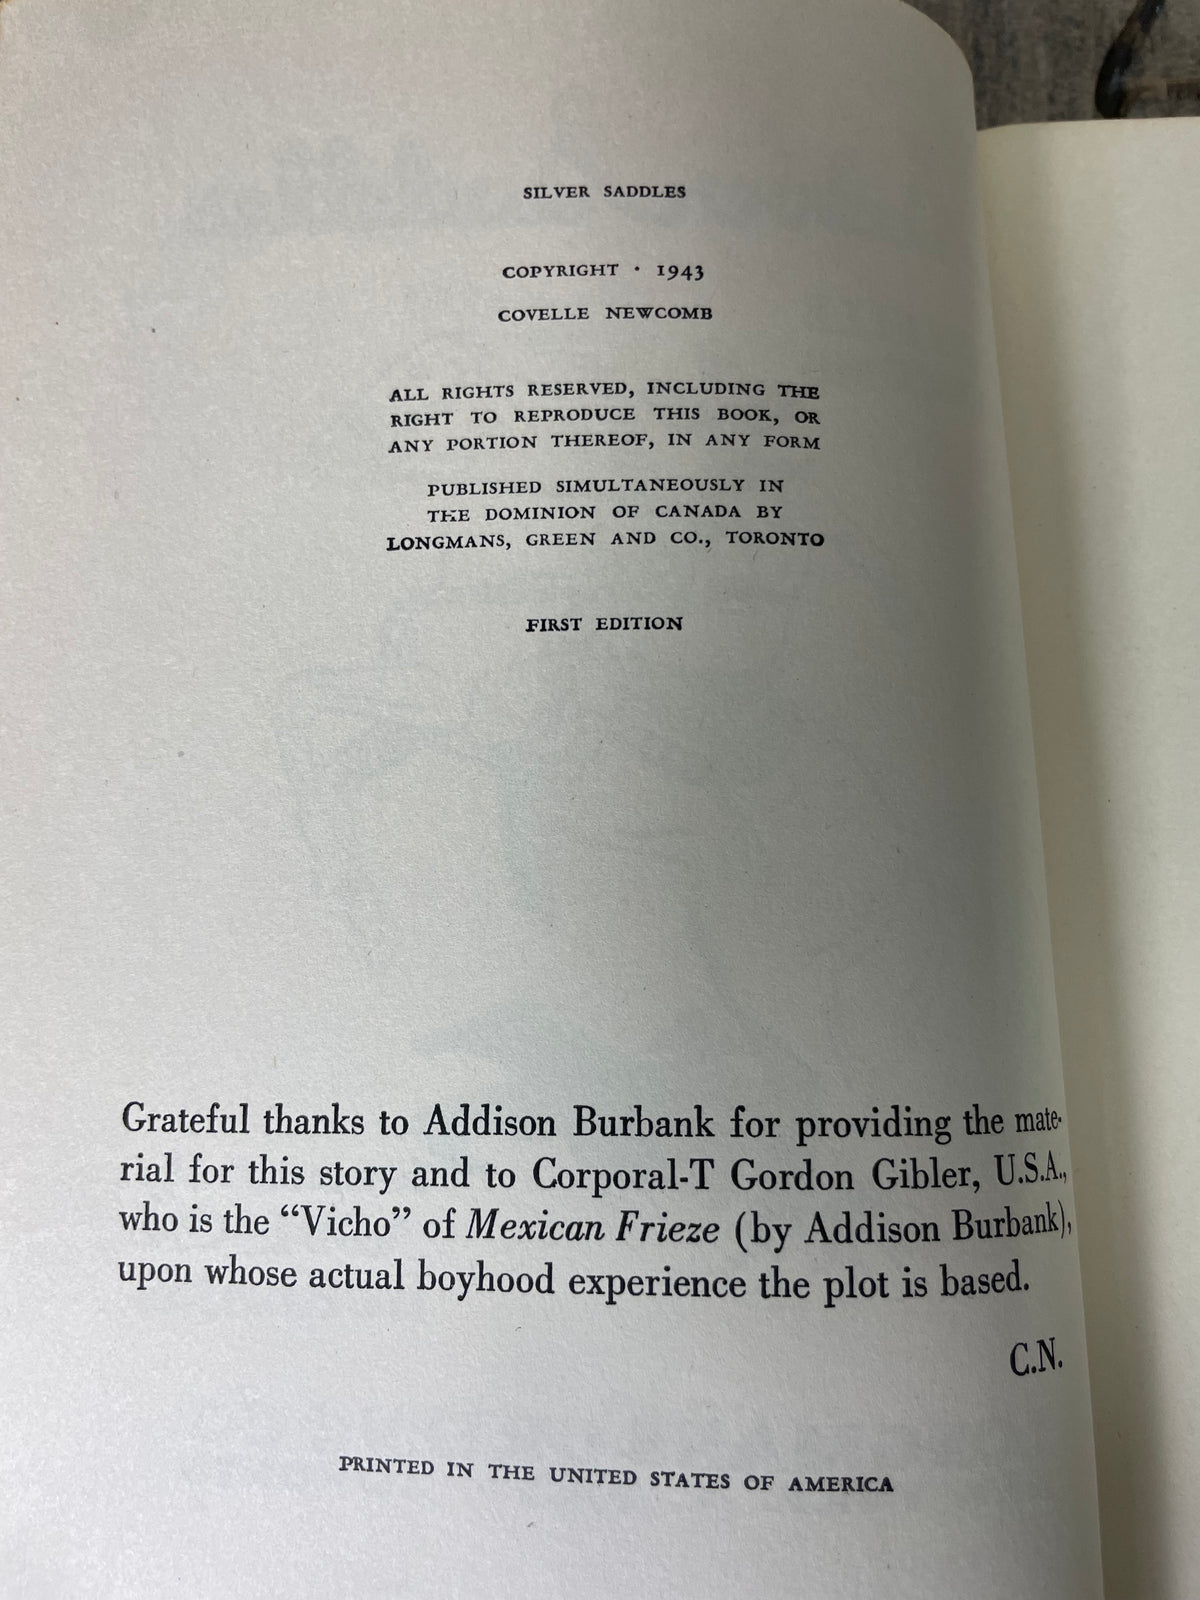 SILVER SADDLES
COPYRIGHT · 1943
COVELLE NEWCOMB
ALL RIGHTS RESERVED, INCLUDING THE
RIGHT TO REPRODUCE THIS BOOK, OR
ANY PORTION THEREOF, IN ANY FORM
PUBLISHED SIMULTANEOUSLY IN
THE DOMINION OF CANADA BY
LONGMANS, GREEN AND CO., TORONTO
FIRST EDITION
Grateful thanks to Addison Burbank for providing the mate-
rial for this story and to Corporal-T Gordon Gibler, U.S.A.,
who is the “Vicho” of Mexican Frieze (by Addison Burbank),
upon whose actual boyhood experience the plot is based.
C.N.
PRINTED IN THE UNITED STATES OF AMERICA